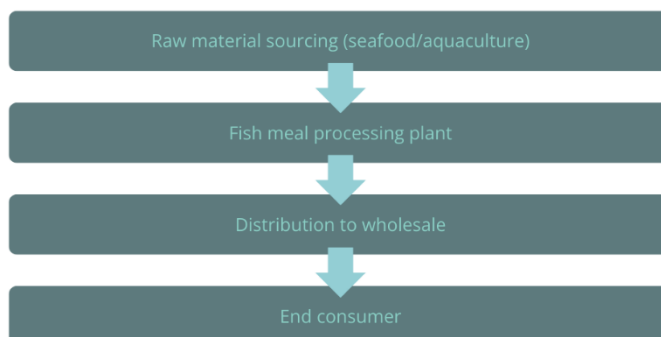 Raw material sourcing (seafood/aquaculture)
Fish meal processing plant
Distribution to wholesale
End consumer